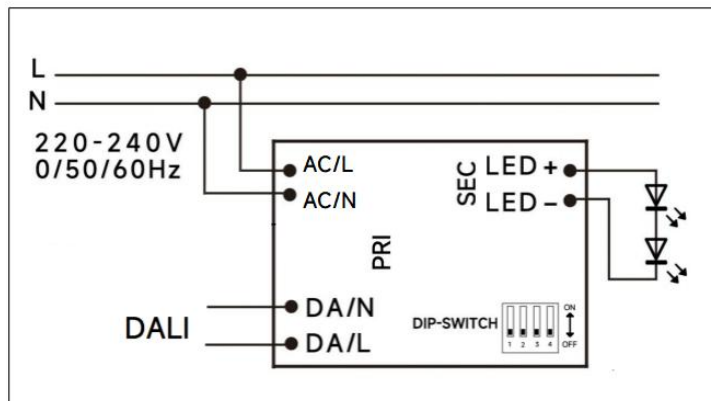 L
N
220-240V
0/50/60Hz
AC/L
AC/N
PRI
SEC
LED +
LED -
DALI
DA/N
DA/L
DIP-SWITCH
ON
OFF
1 2 3 4